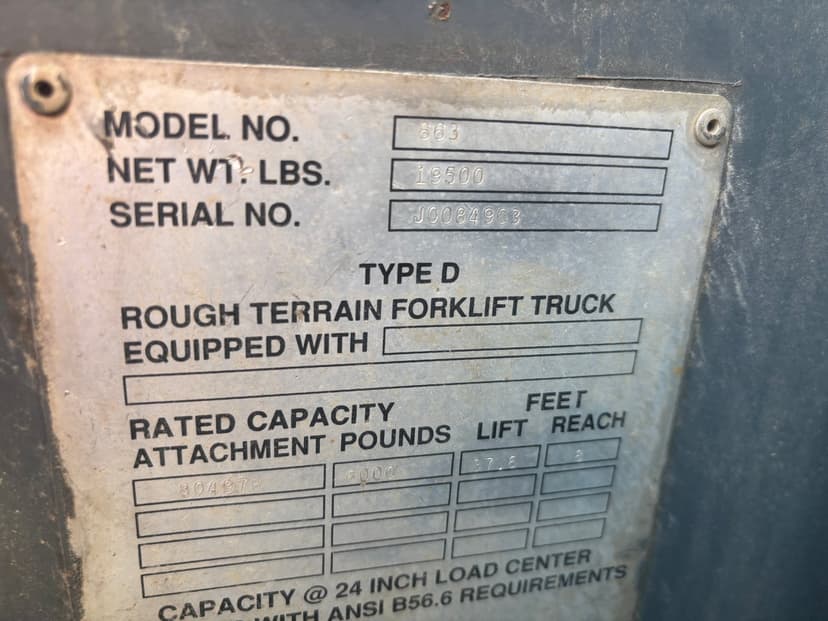 MODEL NO. 863
NET WT. LBS. 19500
SERIAL NO.
TYPE D
ROUGH TERRAIN FORKLIFT TRUCK
EQUIPPED WITH
RATED CAPACITY FEET
ATTACHMENT POUNDS LIFT REACH
CAPACITY @ 24 INCH LOAD CENTER
WITH ANSI B56.6 REQUIREMENTS